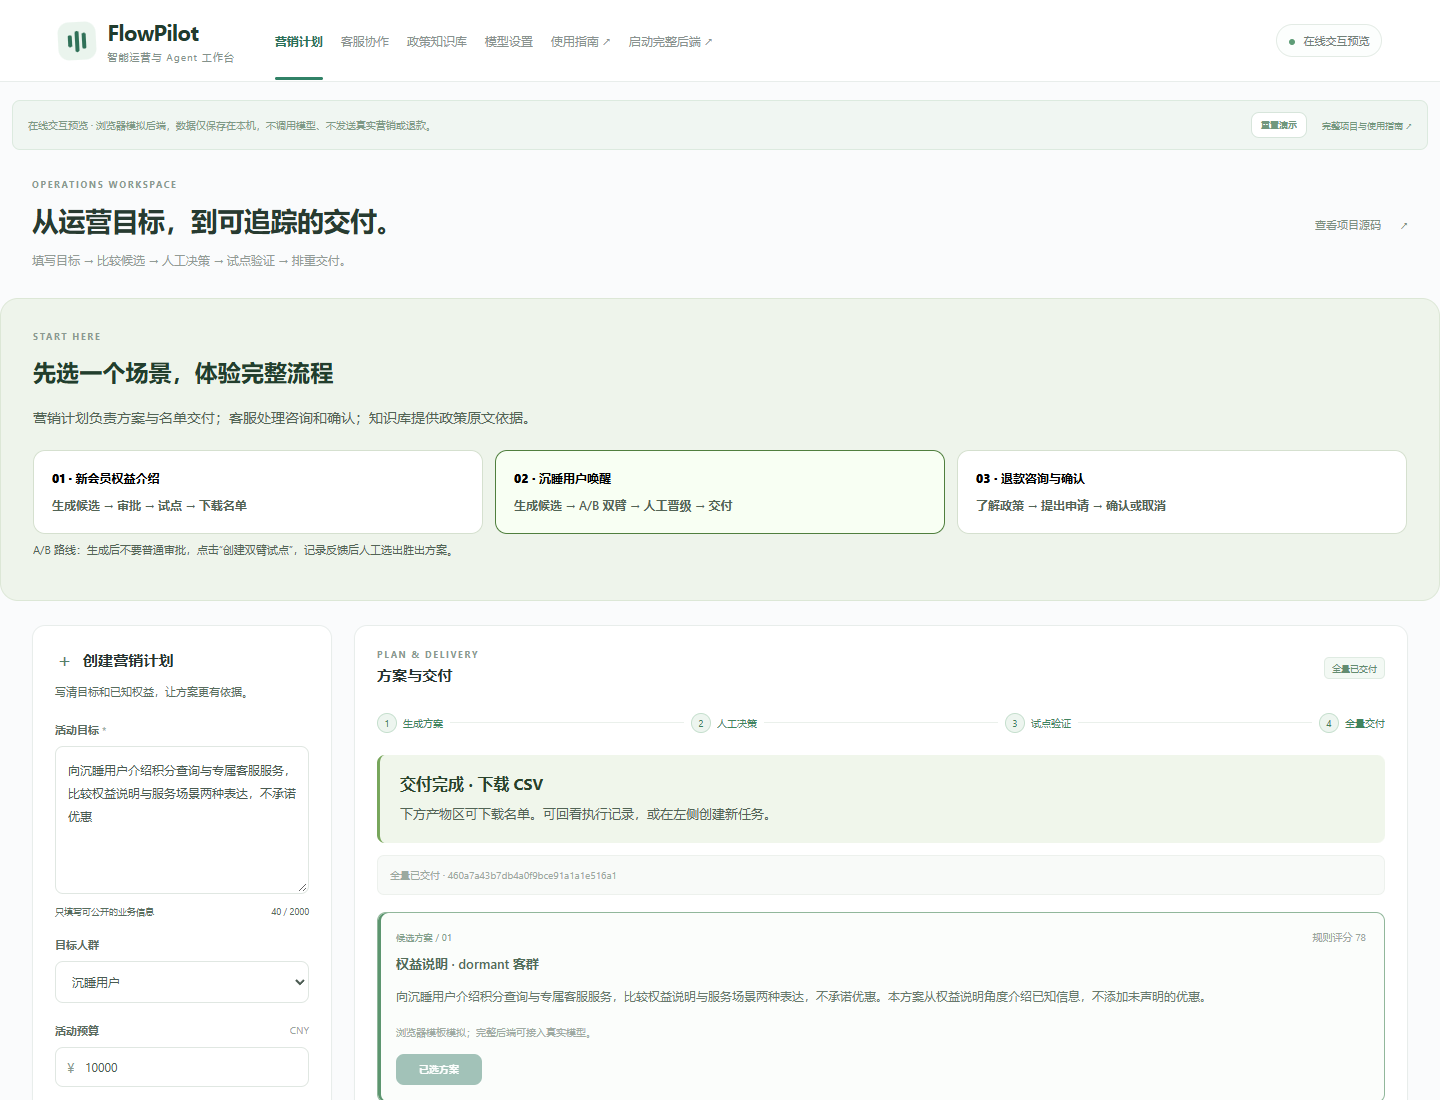 FlowPilot
智能运营与 Agent 工作台
营销计划
客服协作
政策知识库
模型设置
使用指南 ↗
启动完整后端 ↗
在线交互预览
在线交互预览 · 浏览器模拟后端，数据仅保存在本机，不调用模型、不发送真实营销或退款。
重置演示
完整项目与使用指南 ↗
OPERATIONS WORKSPACE
从运营目标，到可追踪的交付。
查看项目源码 ↗
填写目标 → 比较候选 → 人工决策 → 试点验证 → 排重交付。
START HERE
先选一个场景，体验完整流程
营销计划负责方案与名单交付；客服处理咨询和确认；知识库提供政策原文依据。
01 · 新会员权益介绍
生成候选 → 审批 → 试点 → 下载名单
02 · 沉睡用户唤醒
生成候选 → A/B 双臂 → 人工晋级 → 交付
03 · 退款咨询与确认
了解政策 → 提出申请 → 确认或取消
A/B 路线：生成后不要普通审批，点击“创建双臂试点”，记录反馈后人工选出胜出方案。
＋ 创建营销计划
写清目标和已知权益，让方案更有依据。
活动目标 *
向沉睡用户介绍积分查询与专属客服服务，
比较权益说明与服务场景两种表达，不承诺
优惠
只填写可公开的业务信息
40 / 2000
目标人群
沉睡用户
活动预算
CNY
¥ 10000
PLAN & DELIVERY
方案与交付
全量已交付
1 生成方案
2 人工决策
3 试点验证
4 全量交付
交付完成 · 下载 CSV
下方产物区可下载名单。可回看执行记录，或在左侧创建新任务。
全量已交付 · 460a7a43b7db4a0f9bce91a1a1e516a1
候选方案 / 01
规则评分 78
权益说明 · dormant 客群
向沉睡用户介绍积分查询与专属客服服务，比较权益说明与服务场景两种表达，不承诺优惠。本方案从权益说明角度介绍已知信息，不添加未声明的优惠。
浏览器模板模拟；完整后端可接入真实模型。
已选方案